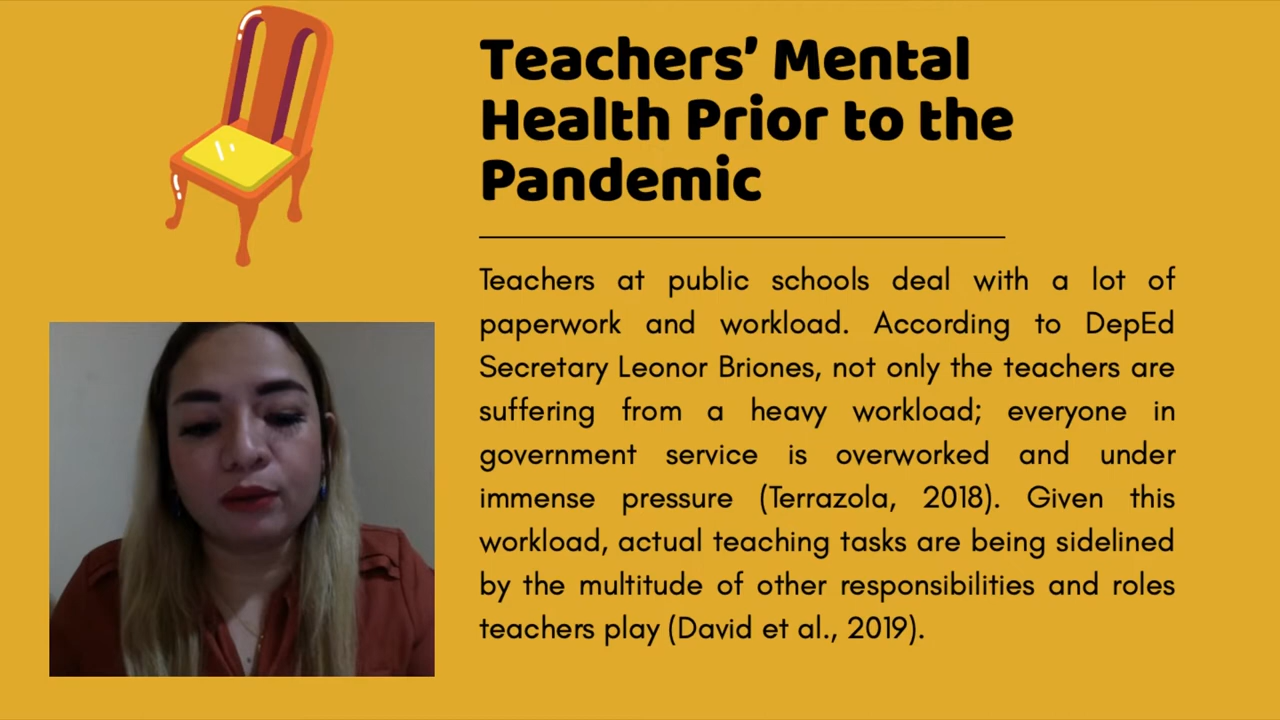 Teachers’ Mental
Health Prior to the
Pandemic
Teachers at public schools deal with a lot of
paperwork and workload. According to DepEd
Secretary Leonor Briones, not only the teachers are
suffering from a heavy workload; everyone in
government service is overworked and under
immense pressure (Terrazola, 2018). Given this
workload, actual teaching tasks are being sidelined
by the multitude of other responsibilities and roles
teachers play (David et al., 2019).